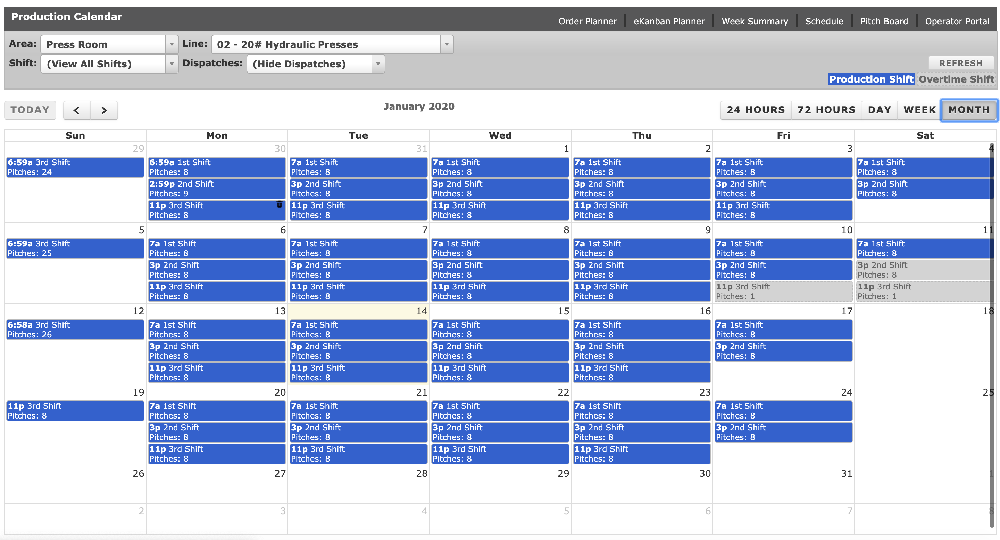 Production Calendar
Order Planner
eKanban Planner
Week Summary
Schedule
Pitch Board
Operator Portal
Area: Press Room Line: 02 - 20# Hydraulic Presses
Shift: (View All Shifts) Dispatches: (Hide Dispatches)
REFRESH
Production Shift Overtime Shift
TODAY < > January 2020 24 HOURS 72 HOURS DAY WEEK MONTH
Sun Mon Tue Wed Thu Fri Sat
29 30 31 1 2 3 4
6:59a 3rd Shift 6:59a 1st Shift 7a 1st Shift 7a 1st Shift 7a 1st Shift 7a 1st Shift 7a 1st Shift
Pitches: 24 Pitches: 8 Pitches: 8 Pitches: 8 Pitches: 8 Pitches: 8 Pitches: 8
2:59p 2nd Shift 3p 2nd Shift 3p 2nd Shift 3p 2nd Shift 3p 2nd Shift 3p 2nd Shift
Pitches: 9 Pitches: 8 Pitches: 8 Pitches: 8 Pitches: 8 Pitches: 8
11p 3rd Shift 11p 3rd Shift 11p 3rd Shift 11p 3rd Shift 11p 3rd Shift
Pitches: 8 Pitches: 8 Pitches: 8 Pitches: 8 Pitches: 8
5 6 7 8 9 10 11
6:59a 3rd Shift 7a 1st Shift 7a 1st Shift 7a 1st Shift 7a 1st Shift 7a 1st Shift 7a 1st Shift
Pitches: 25 Pitches: 8 Pitches: 8 Pitches: 8 Pitches: 8 Pitches: 8 Pitches: 8
3p 2nd Shift 3p 2nd Shift 3p 2nd Shift 3p 2nd Shift 3p 2nd Shift 3p 2nd Shift
Pitches: 8 Pitches: 8 Pitches: 8 Pitches: 8 Pitches: 8 Pitches: 8
11p 3rd Shift 11p 3rd Shift 11p 3rd Shift 11p 3rd Shift 11p 3rd Shift 11p 3rd Shift
Pitches: 8 Pitches: 8 Pitches: 8 Pitches: 8 Pitches: 1 Pitches: 1
12 13 14 15 16 17 18
6:58a 3rd Shift 7a 1st Shift 7a 1st Shift 7a 1st Shift 7a 1st Shift 7a 1st Shift
Pitches: 26 Pitches: 8 Pitches: 8 Pitches: 8 Pitches: 8 Pitches: 8
3p 2nd Shift 3p 2nd Shift 3p 2nd Shift 3p 2nd Shift 3p 2nd Shift
Pitches: 8 Pitches: 8 Pitches: 8 Pitches: 8 Pitches: 8
11p 3rd Shift 11p 3rd Shift 11p 3rd Shift 11p 3rd Shift
Pitches: 8 Pitches: 8 Pitches: 8 Pitches: 8
19 20 21 22 23 24 25
11p 3rd Shift 7a 1st Shift 7a 1st Shift 7a 1st Shift 7a 1st Shift 7a 1st Shift
Pitches: 8 Pitches: 8 Pitches: 8 Pitches: 8 Pitches: 8 Pitches: 8
3p 2nd Shift 3p 2nd Shift 3p 2nd Shift 3p 2nd Shift 3p 2nd Shift
Pitches: 8 Pitches: 8 Pitches: 8 Pitches: 8 Pitches: 8
11p 3rd Shift 11p 3rd Shift 11p 3rd Shift 11p 3rd Shift
Pitches: 8 Pitches: 8 Pitches: 8 Pitches: 8
26 27 28 29 30 31 1
2 3 4 5 6 7 8